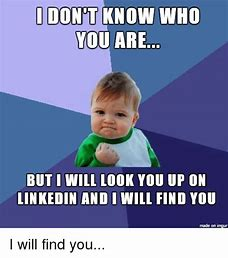 I DON'T KNOW WHO
YOU ARE...
BUT I WILL LOOK YOU UP ON
LINKEDIN AND I WILL FIND YOU
made on imgur
I will find you...